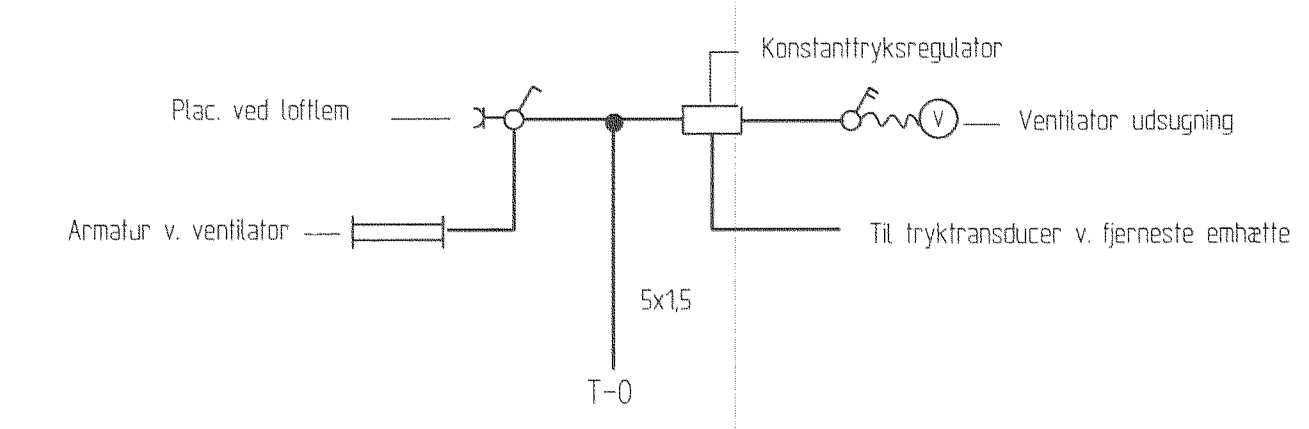 Konstanttryksregulator
Plac. ved loftlem
V
Ventilator udsugning
Armatur v. ventilator
Til tryktransducer v. fjerneste emhætte
5x1,5
T-0